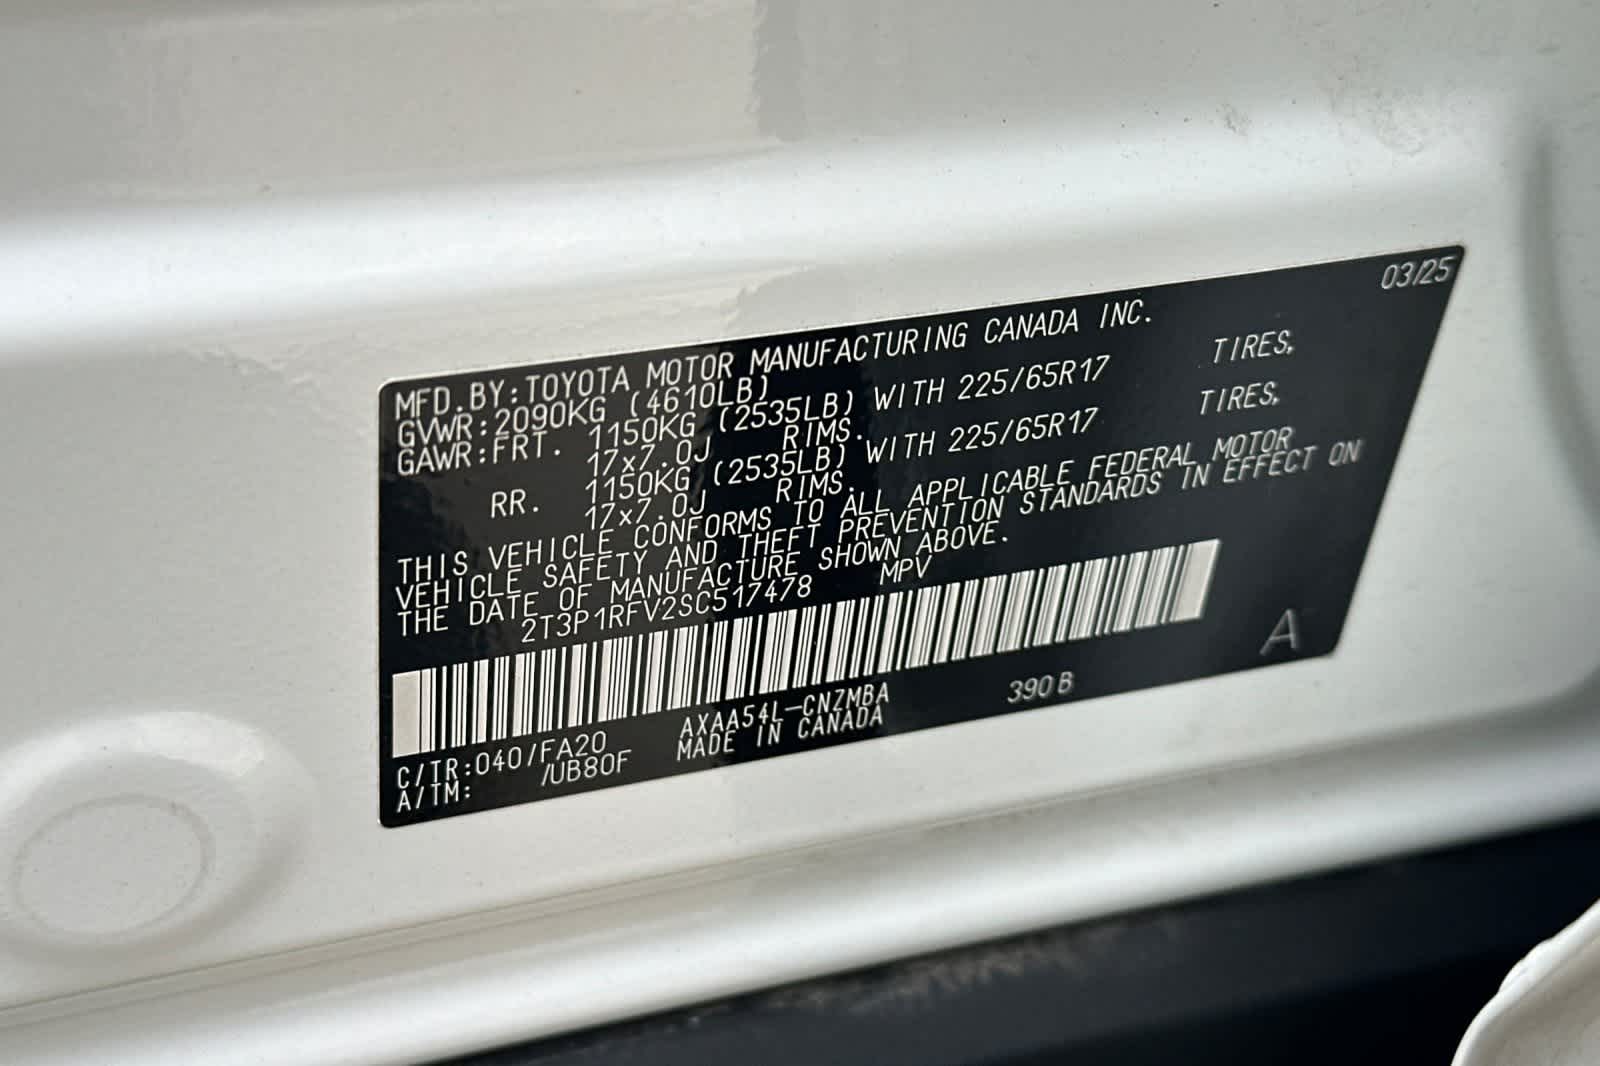 03/25
MFD.BY:TOYOTA MOTOR MANUFACTURING CANADA INC.
GVWR:2090KG (4610LB)
GAWR:FRT. 1150KG (2535LB) WITH 225/65R17 TIRES,
17x7.0J RIMS.
RR. 1150KG (2535LB) WITH 225/65R17 TIRES,
17x7.0J RIMS.
THIS VEHICLE CONFORMS TO ALL APPLICABLE FEDERAL MOTOR
VEHICLE SAFETY AND THEFT PREVENTION STANDARDS IN EFFECT ON
THE DATE OF MANUFACTURE SHOWN ABOVE.
2T3P1RFV2SC517478 MPV
A
AXAA54L-CNZMBA 390B
C/TR:040/FA20 MADE IN CANADA
A/TM: /UB80F